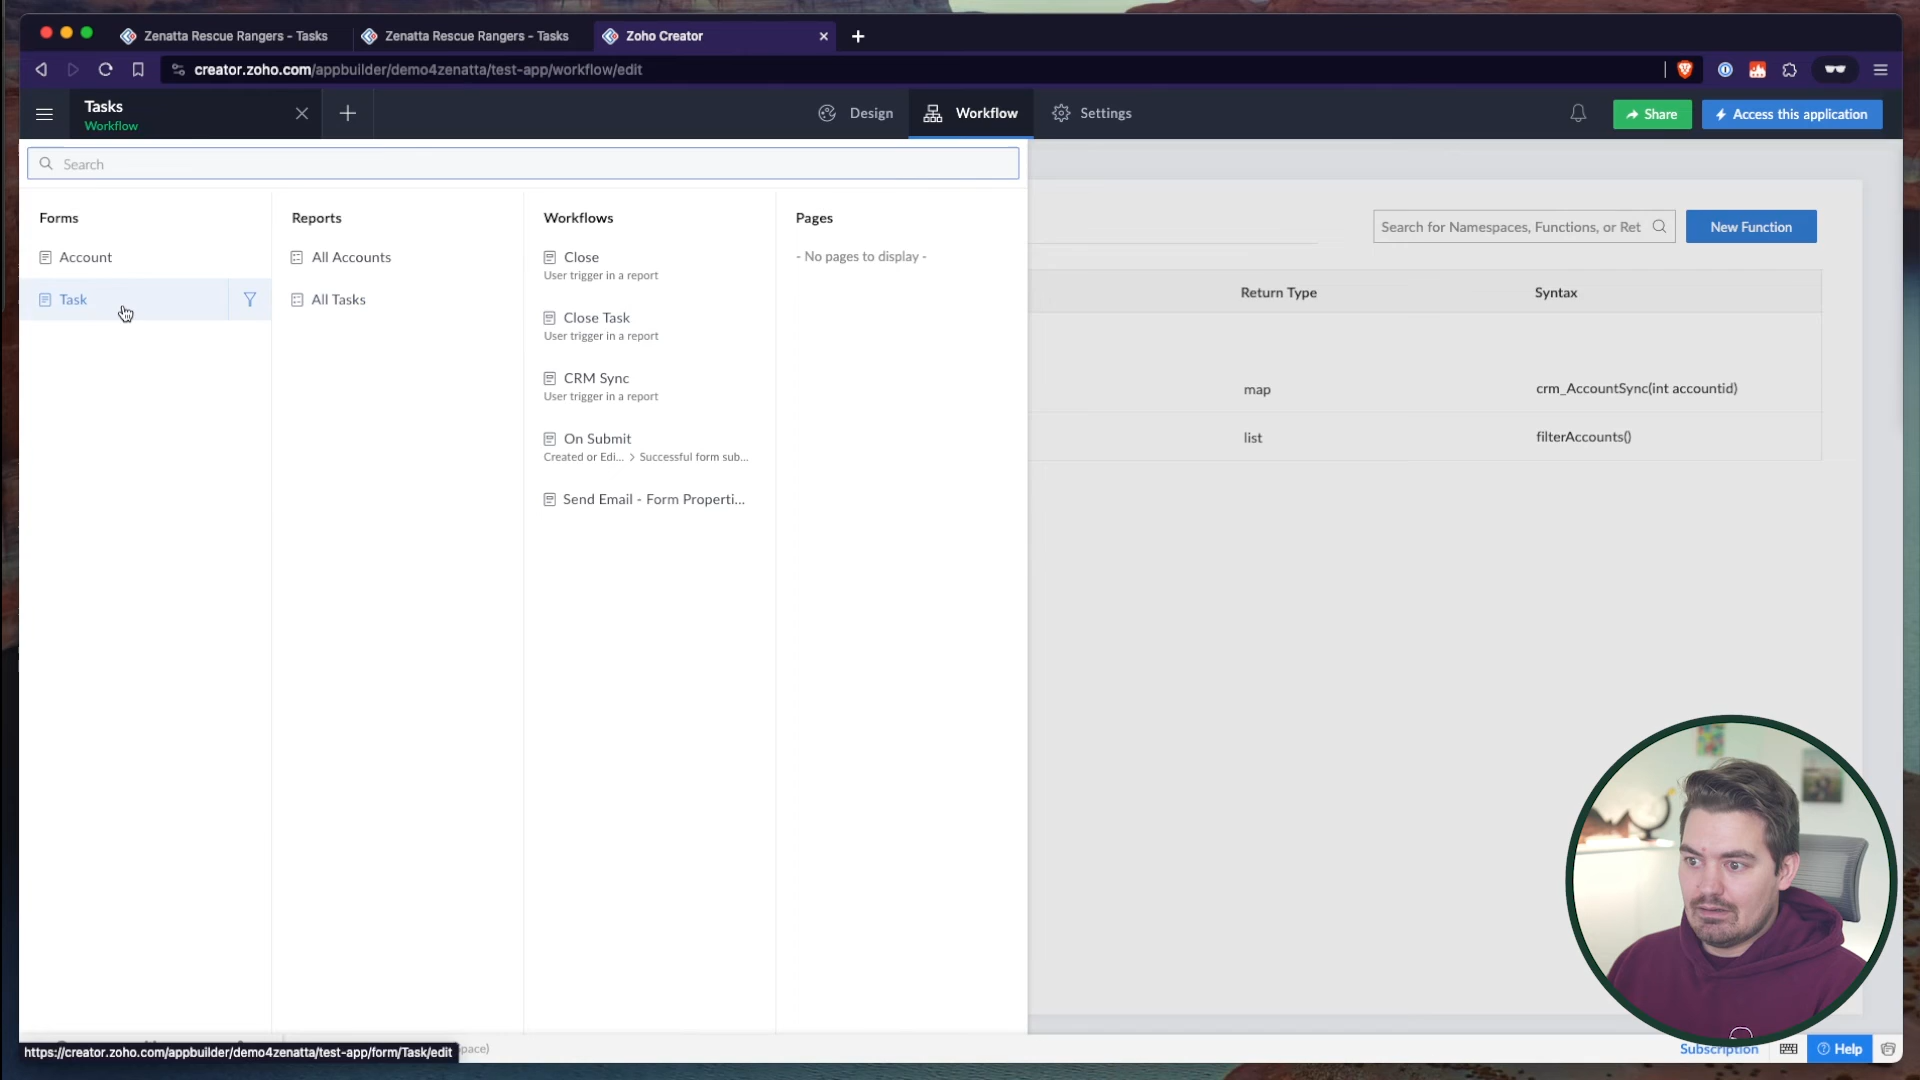 Zenatta Rescue Rangers - Tasks
Zenatta Rescue Rangers - Tasks
Zoho Creator
creator.zoho.com/appbuilder/demo4zenatta/test-app/workflow/edit
Tasks
Workflow
Design
Workflow
Settings
Share
Access this application
Search
Forms
Account
Task
Reports
All Accounts
All Tasks
Workflows
Close
User trigger in a report
Close Task
User trigger in a report
CRM Sync
User trigger in a report
On Submit
Created or Edi... > Successful form sub...
Send Email - Form Properti...
Pages
- No pages to display -
Search for Namespaces, Functions, or Ret
New Function
Return Type
Syntax
map
crm_AccountSync(int accountid)
list
filterAccounts()
https://creator.zoho.com/appbuilder/demo4zenatta/test-app/form/Task/edit
pace)
Subscription
Help